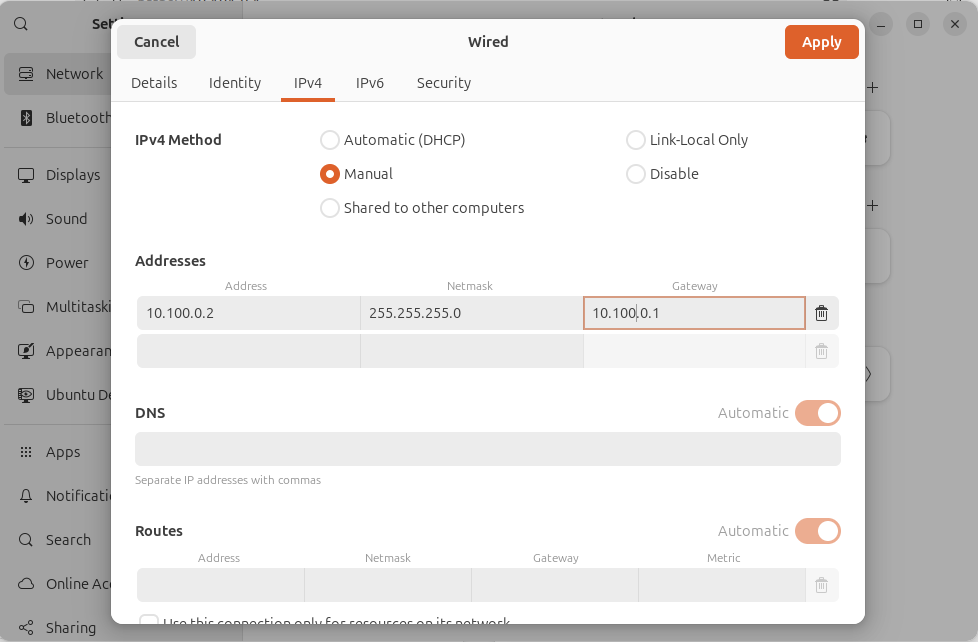 Cancel Wired Apply
Details Identity IPv4 IPv6 Security
Network
Bluetooth
Displays
Sound
Power
Multitaski
Appearan
Ubuntu De
Apps
Notificatio
Search
Online Acc
Sharing
IPv4 Method Automatic (DHCP) Link-Local Only
Manual Disable
Shared to other computers
Addresses
Address Netmask Gateway
10.100.0.2 255.255.255.0 10.100.0.1
DNS Automatic
Separate IP addresses with commas
Routes Automatic
Address Netmask Gateway Metric
Use this connection only for resources on its network